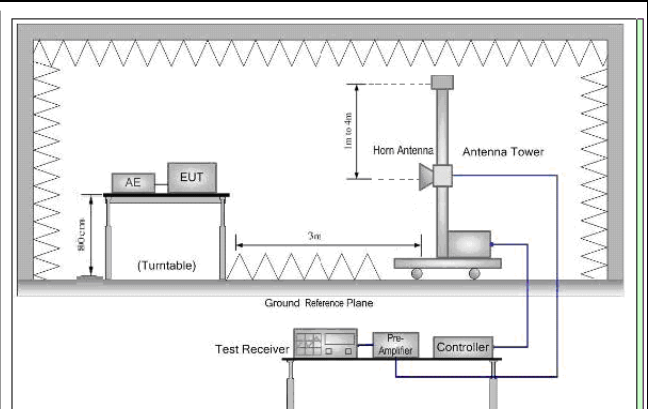 1m to 4m
Horn Antenna
Antenna Tower
AE
EUT
80cm
3m
(Turntable)
Ground Reference Plane
Test Receiver
Pre-
Amplifier
Controller